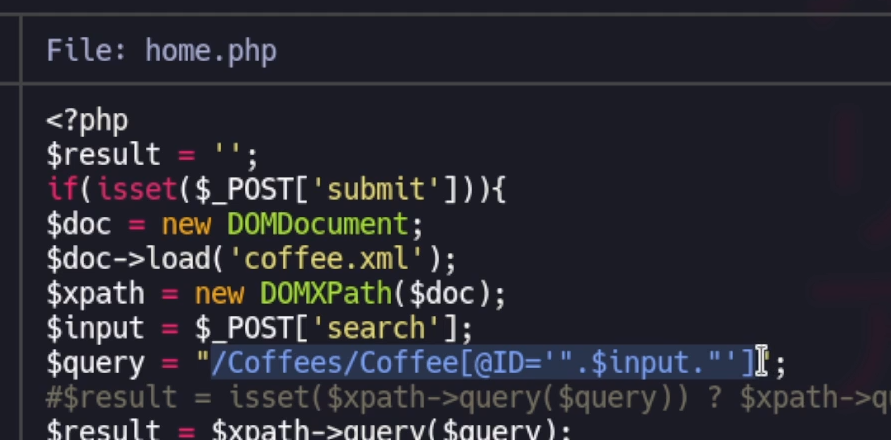 File: home.php
<?php
$result = '';
if(isset($_POST['submit'])){
$doc = new DOMDocument;
$doc->load('coffee.xml');
$xpath = new DOMXPath($doc);
$input = $_POST['search'];
$query = "/Coffees/Coffee[@ID='".$input."']";
#$result = isset($xpath->query($query)) ? $xpath->qu
$result = $xpath->query($query);